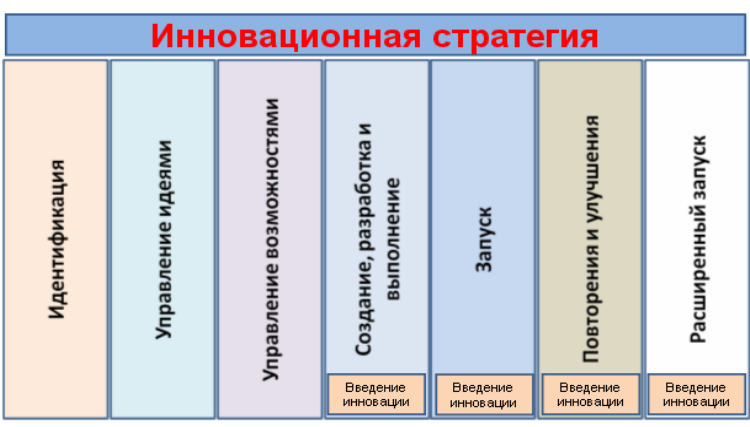 Инновационная стратегия
Идентификация
Управление идеями
Управление возможностями
Создание, разработка и
выполнение
Запуск
Повторения и улучшения
Расширенный запуск
Введение
инновации
Введение
инновации
Введение
инновации
Введение
инновации